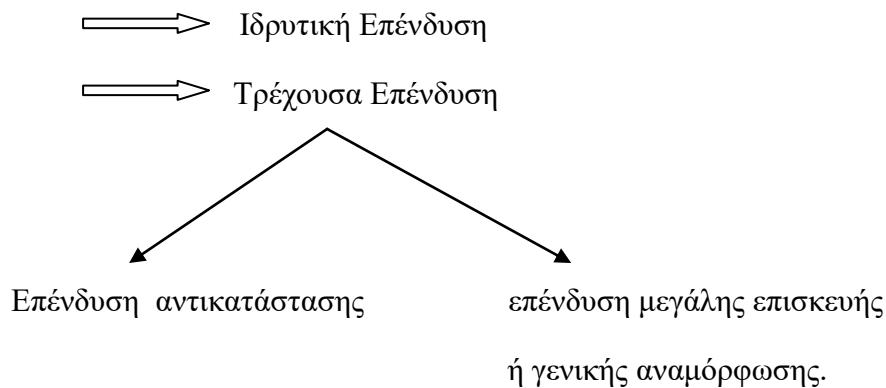 Ιδρυτική Επένδυση
Τρέχουσα Επένδυση
Επένδυση αντικατάστασης
επένδυση μεγάλης επισκευής
ή γενικής αναμόρφωσης.